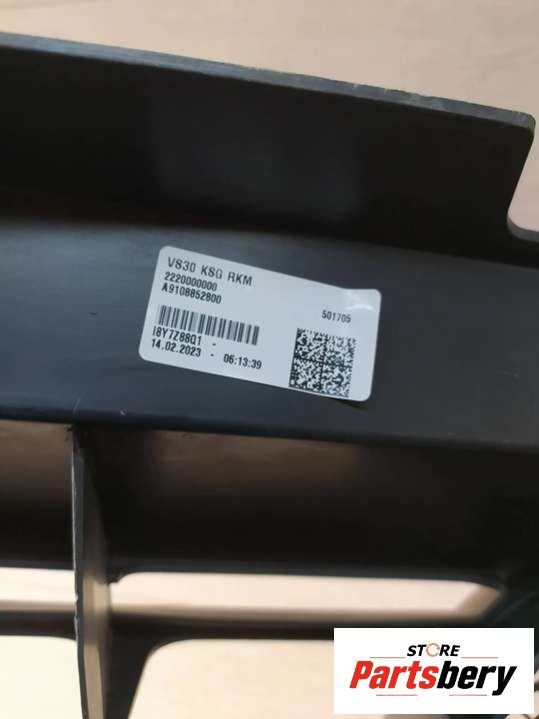 VS30 KSG RKM
2220000000
A9108852800
501705
I8Y7Z88Q1 -
14.02.2023 - 06:13:39
STORE
Partsbery